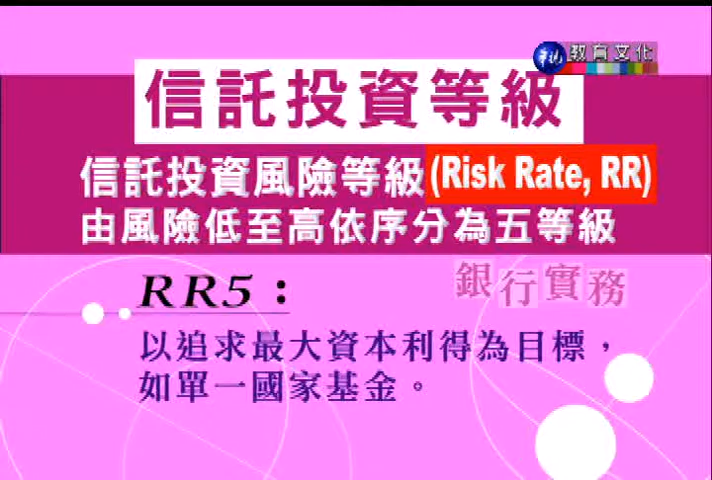 華視 教育文化
信託投資等級
信託投資風險等級(Risk Rate, RR)
由風險低至高依序分為五等級
銀行實務
RR5：
以追求最大資本利得為目標，
如單一國家基金。